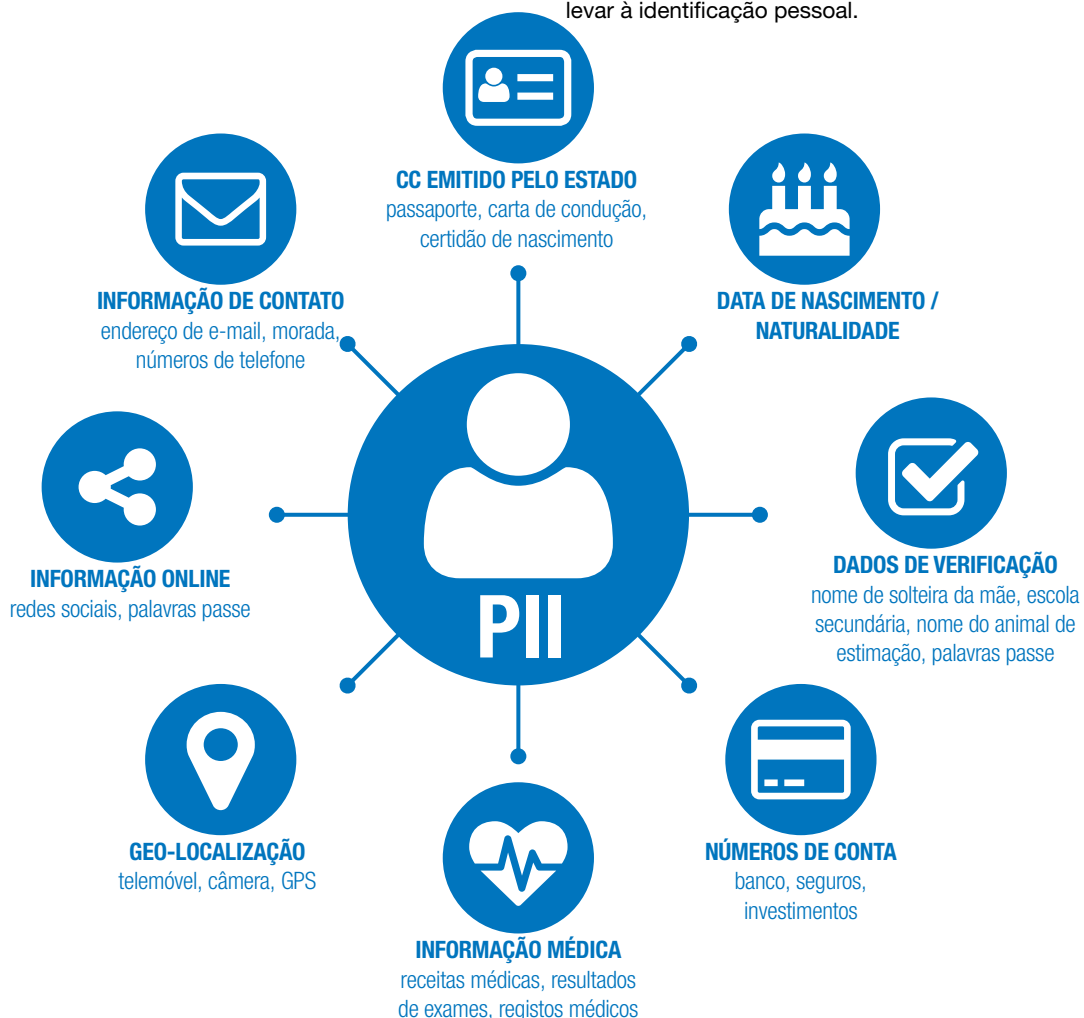 levar à identificação pessoal.
CC EMITIDO PELO ESTADO
passaporte, carta de condução,
certidão de nascimento
INFORMAÇÃO DE CONTATO
endereço de e-mail, morada,
números de telefone
DATA DE NASCIMENTO /
NATURALIDADE
INFORMAÇÃO ONLINE
redes sociais, palavras passe
PII
DADOS DE VERIFICAÇÃO
nome de solteira da mãe, escola
secundária, nome do animal de
estimação, palavras passe
GEO-LOCALIZAÇÃO
telemóvel, câmera, GPS
NÚMEROS DE CONTA
banco, seguros,
investimentos
INFORMAÇÃO MÉDICA
receitas médicas, resultados
de exames, registos médicos